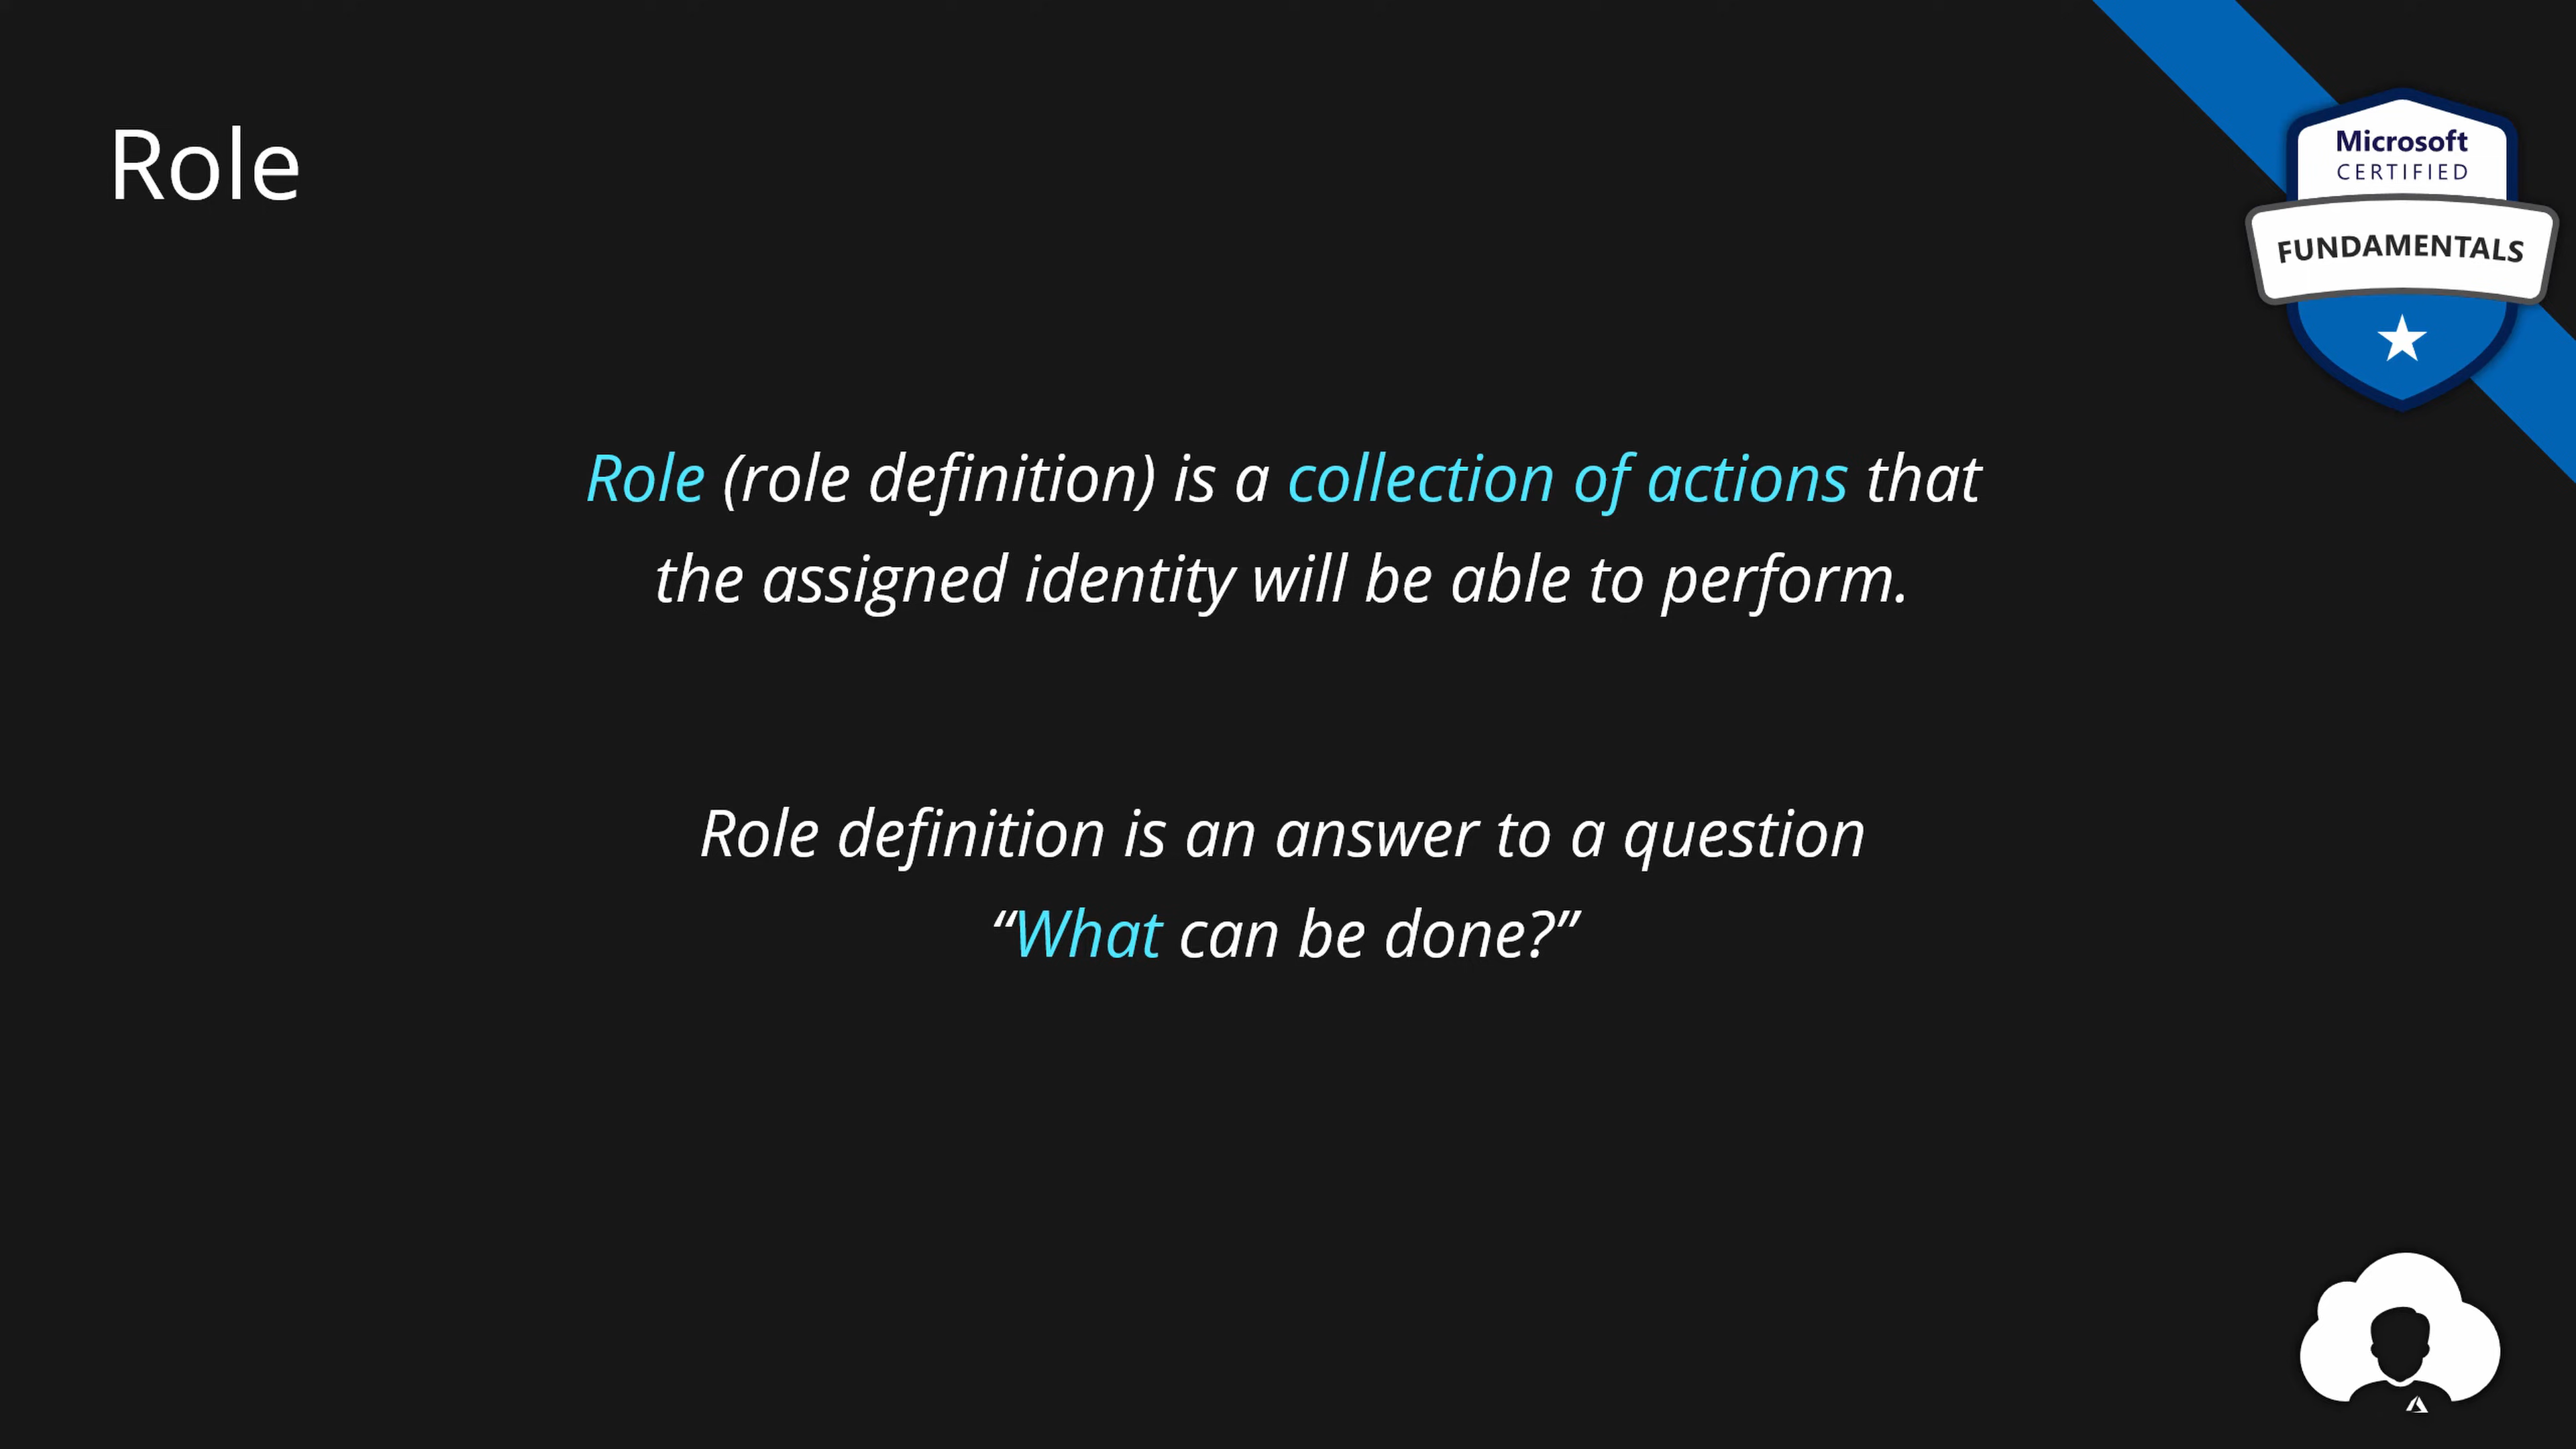 Role
Microsoft
CERTIFIED
FUNDAMENTALS
Role (role definition) is a collection of actions that
the assigned identity will be able to perform.
Role definition is an answer to a question
“What can be done?”